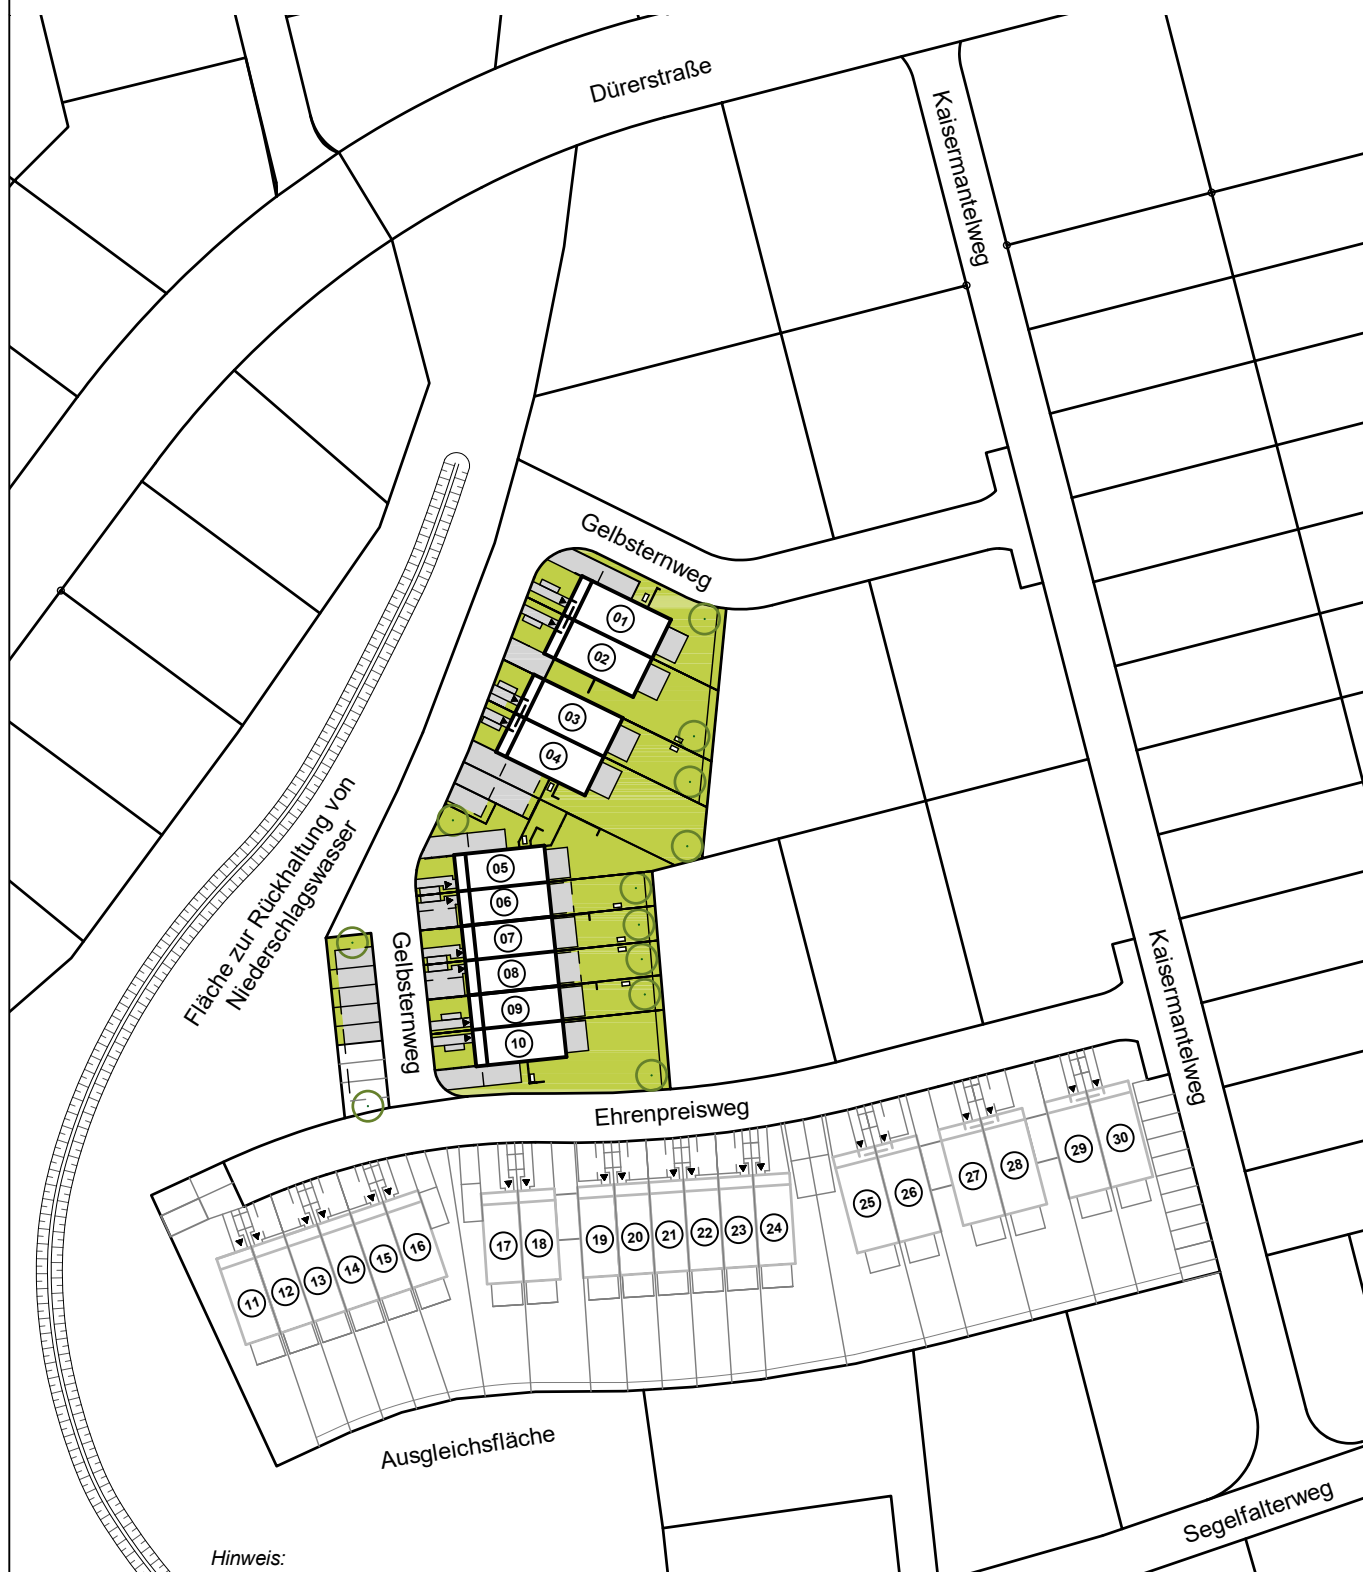 Dürerstraße
Kaisermantelweg
Gelbsternweg
01
02
03
04
Fläche zur Rückhaltung von
Niederschlagswasser
05
06
07
08
09
10
Gelbsternweg
Kaisermantelweg
Ehrenpreisweg
11
12
13
14
15
16
17
18
19
20
21
22
23
24
25
26
27
28
29
30
Ausgleichsfläche
Segelfalterweg
Hinweis: